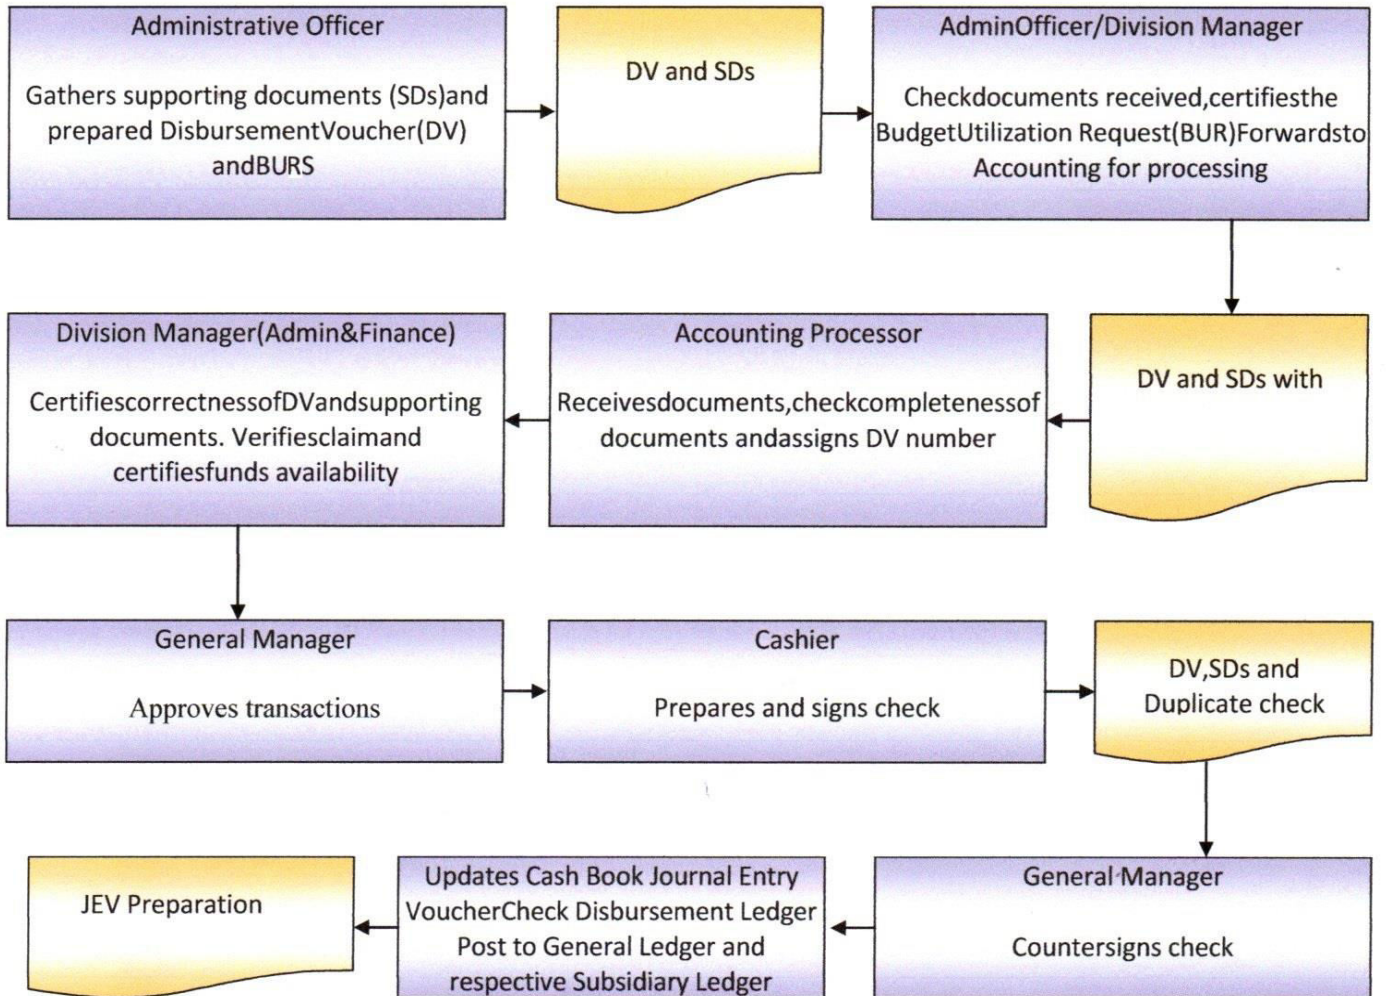 Administrative Officer
Gathers supporting documents (SDs)and
prepared DisbursementVoucher(DV)
andBURS
DV and SDs
AdminOfficer/Division Manager
Checkdocuments received,certifiesthe
BudgetUtilization Request(BUR)Forwardsto
Accounting for processing
DV and SDs with
Accounting Processor
Receivesdocuments,checkcompletenessof
documents andassigns DV number
Division Manager(Admin&Finance)
CertifiescorrectnessofDVandsupporting
documents. Verifiesclaimand
certifiesfunds availability
General Manager
Approves transactions
Cashier
Prepares and signs check
DV,SDs and
Duplicate check
General Manager
Countersigns check
Updates Cash Book Journal Entry
VoucherCheck Disbursement Ledger
Post to General Ledger and
respective Subsidiary Ledger
JEV Preparation